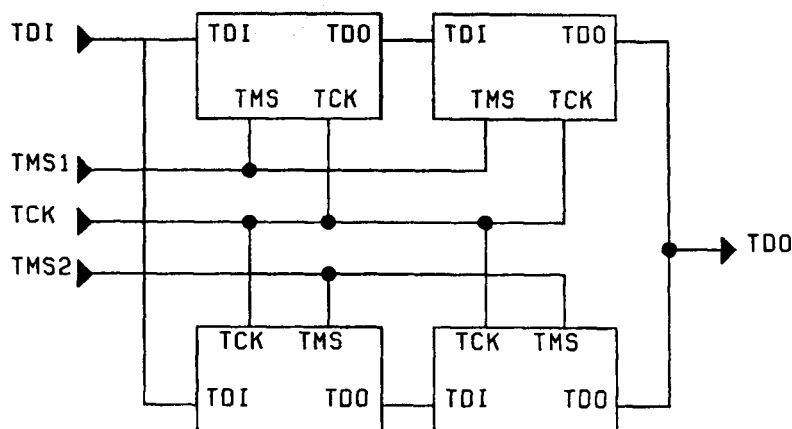 TDI
TDI TDO
TDI TDO
TMS TCK
TMS TCK
TMS1
TCK
TMS2
TDO
TCK TMS
TCK TMS
TDI TDO
TDI TDO